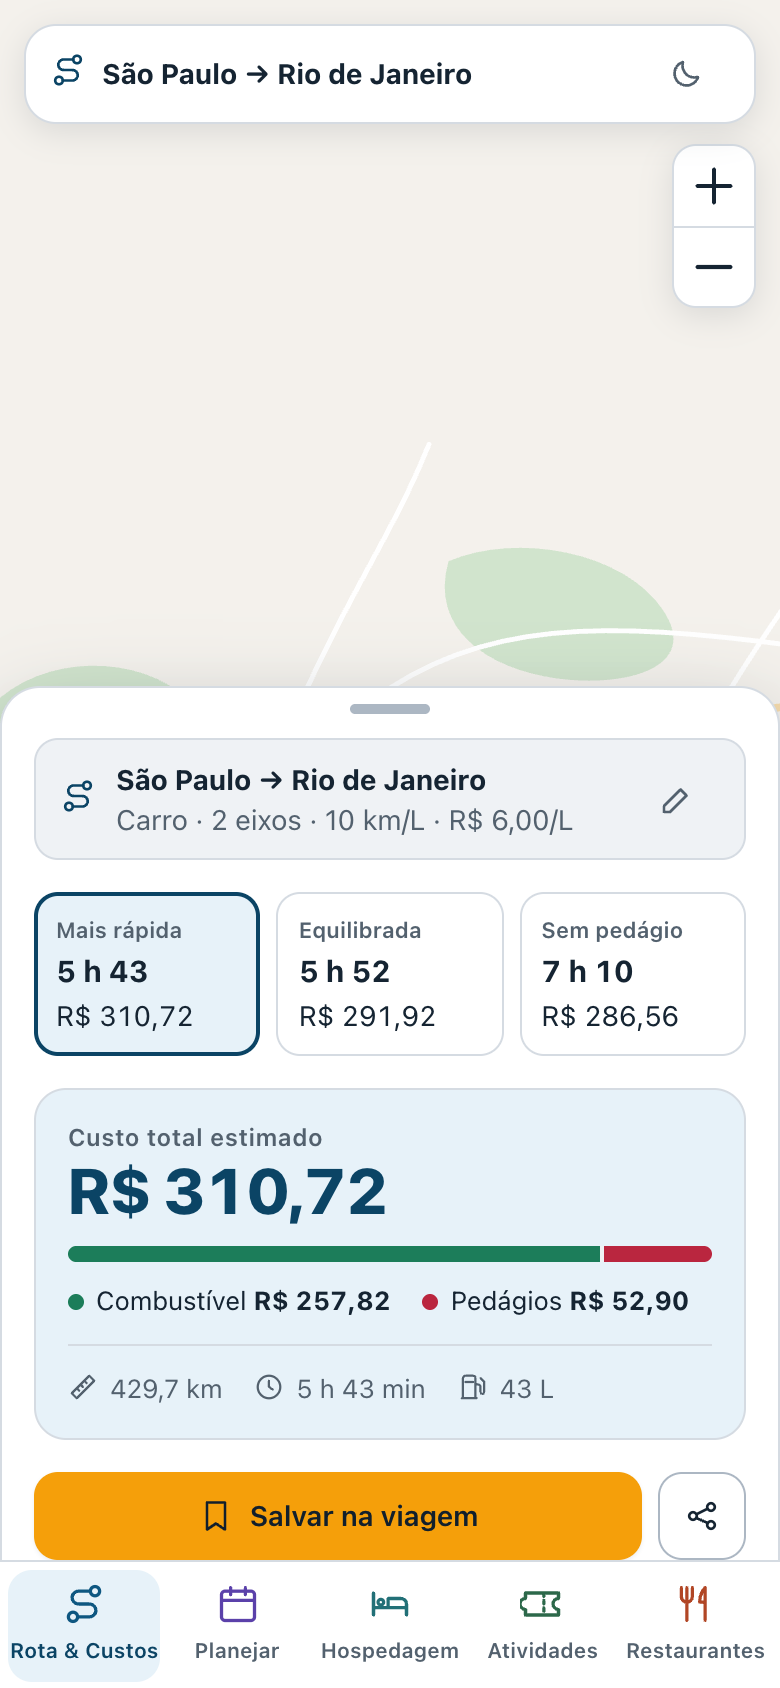 São Paulo → Rio de Janeiro
São Paulo → Rio de Janeiro
Carro · 2 eixos · 10 km/L · R$ 6,00/L
Mais rápida
5 h 43
R$ 310,72
Equilibrada
5 h 52
R$ 291,92
Sem pedágio
7 h 10
R$ 286,56
Custo total estimado
R$ 310,72
Combustível R$ 257,82
Pedágios R$ 52,90
429,7 km
5 h 43 min
43 L
Salvar na viagem
Rota & Custos
Planejar
Hospedagem
Atividades
Restaurantes